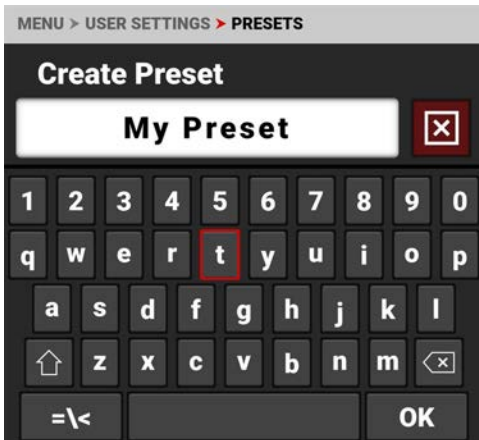 MENU > USER SETTINGS > PRESETS
Create Preset
My Preset
1 2 3 4 5 6 7 8 9 0
q w e r t y u i o p
a s d f g h j k l
z x c v b n m
=\< OK